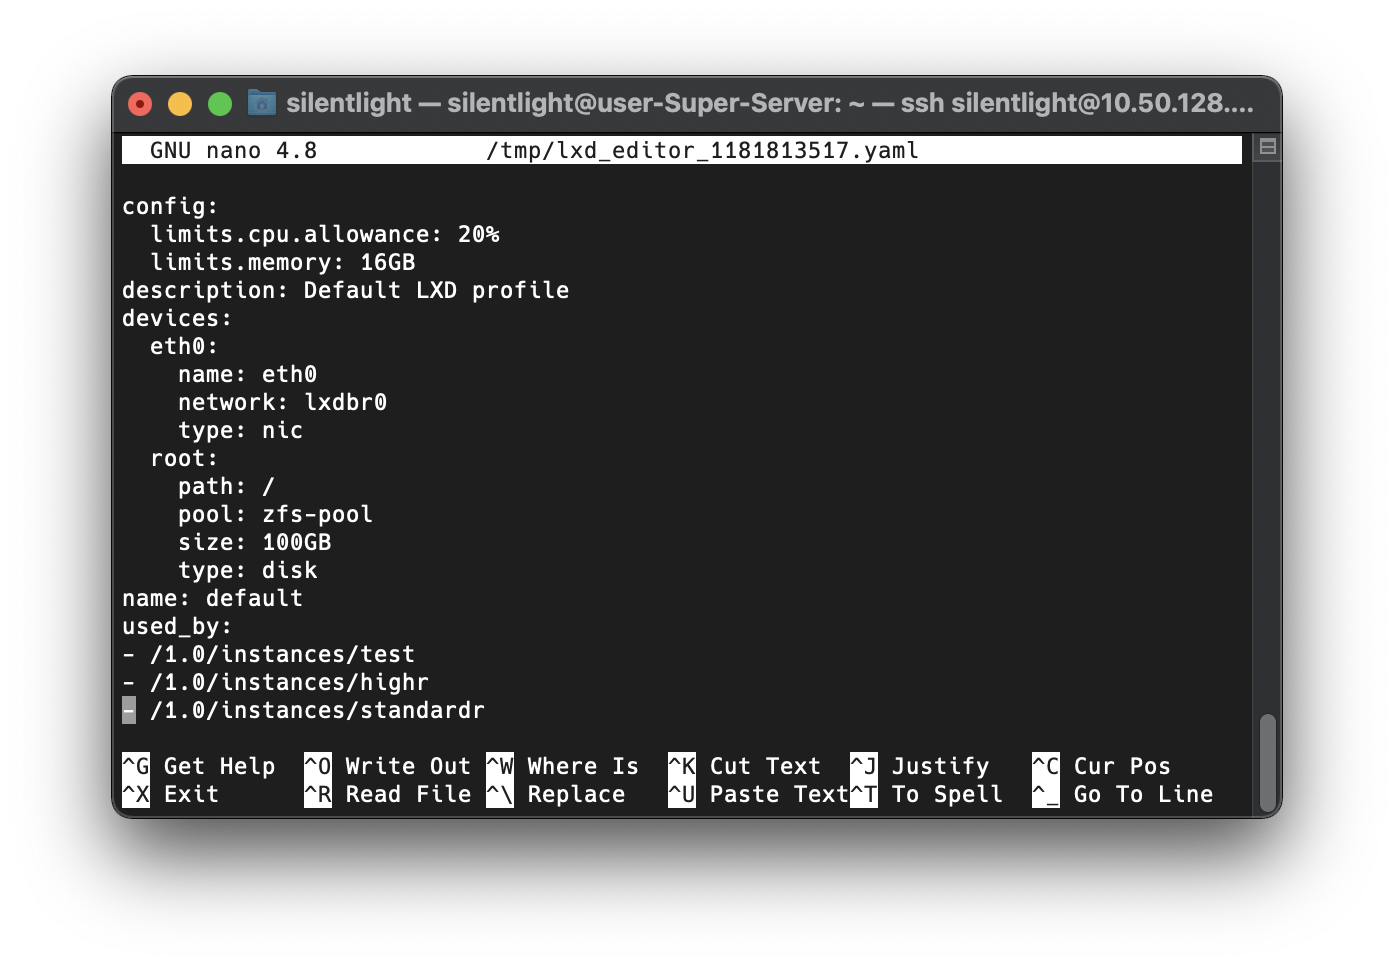 silentlight — silentlight@user-Super-Server: ~ — ssh silentlight@10.50.128....
GNU nano 4.8 /tmp/lxd_editor_1181813517.yaml
config:
  limits.cpu.allowance: 20%
  limits.memory: 16GB
description: Default LXD profile
devices:
  eth0:
    name: eth0
    network: lxdbr0
    type: nic
  root:
    path: /
    pool: zfs-pool
    size: 100GB
    type: disk
name: default
used_by:
- /1.0/instances/test
- /1.0/instances/highr
- /1.0/instances/standardr
^G Get Help ^O Write Out ^W Where Is ^K Cut Text ^J Justify ^C Cur Pos
^X Exit ^R Read File ^\ Replace ^U Paste Text ^T To Spell ^_ Go To Line